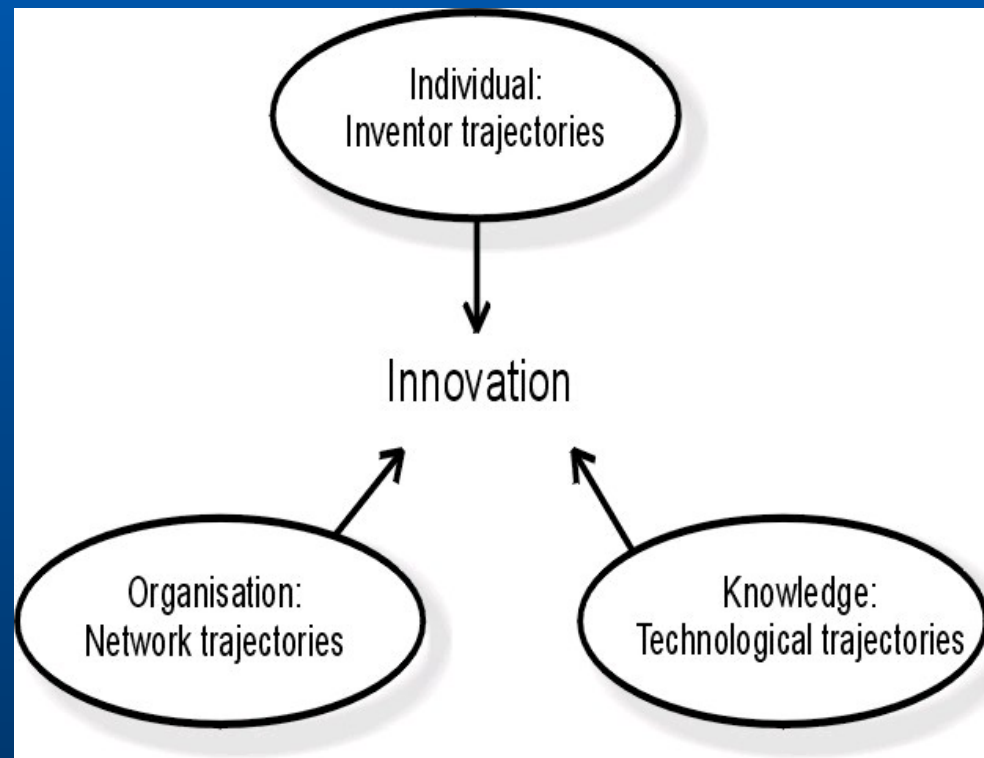 Individual:
Inventor trajectories
Innovation
Organisation:
Network trajectories
Knowledge:
Technological trajectories